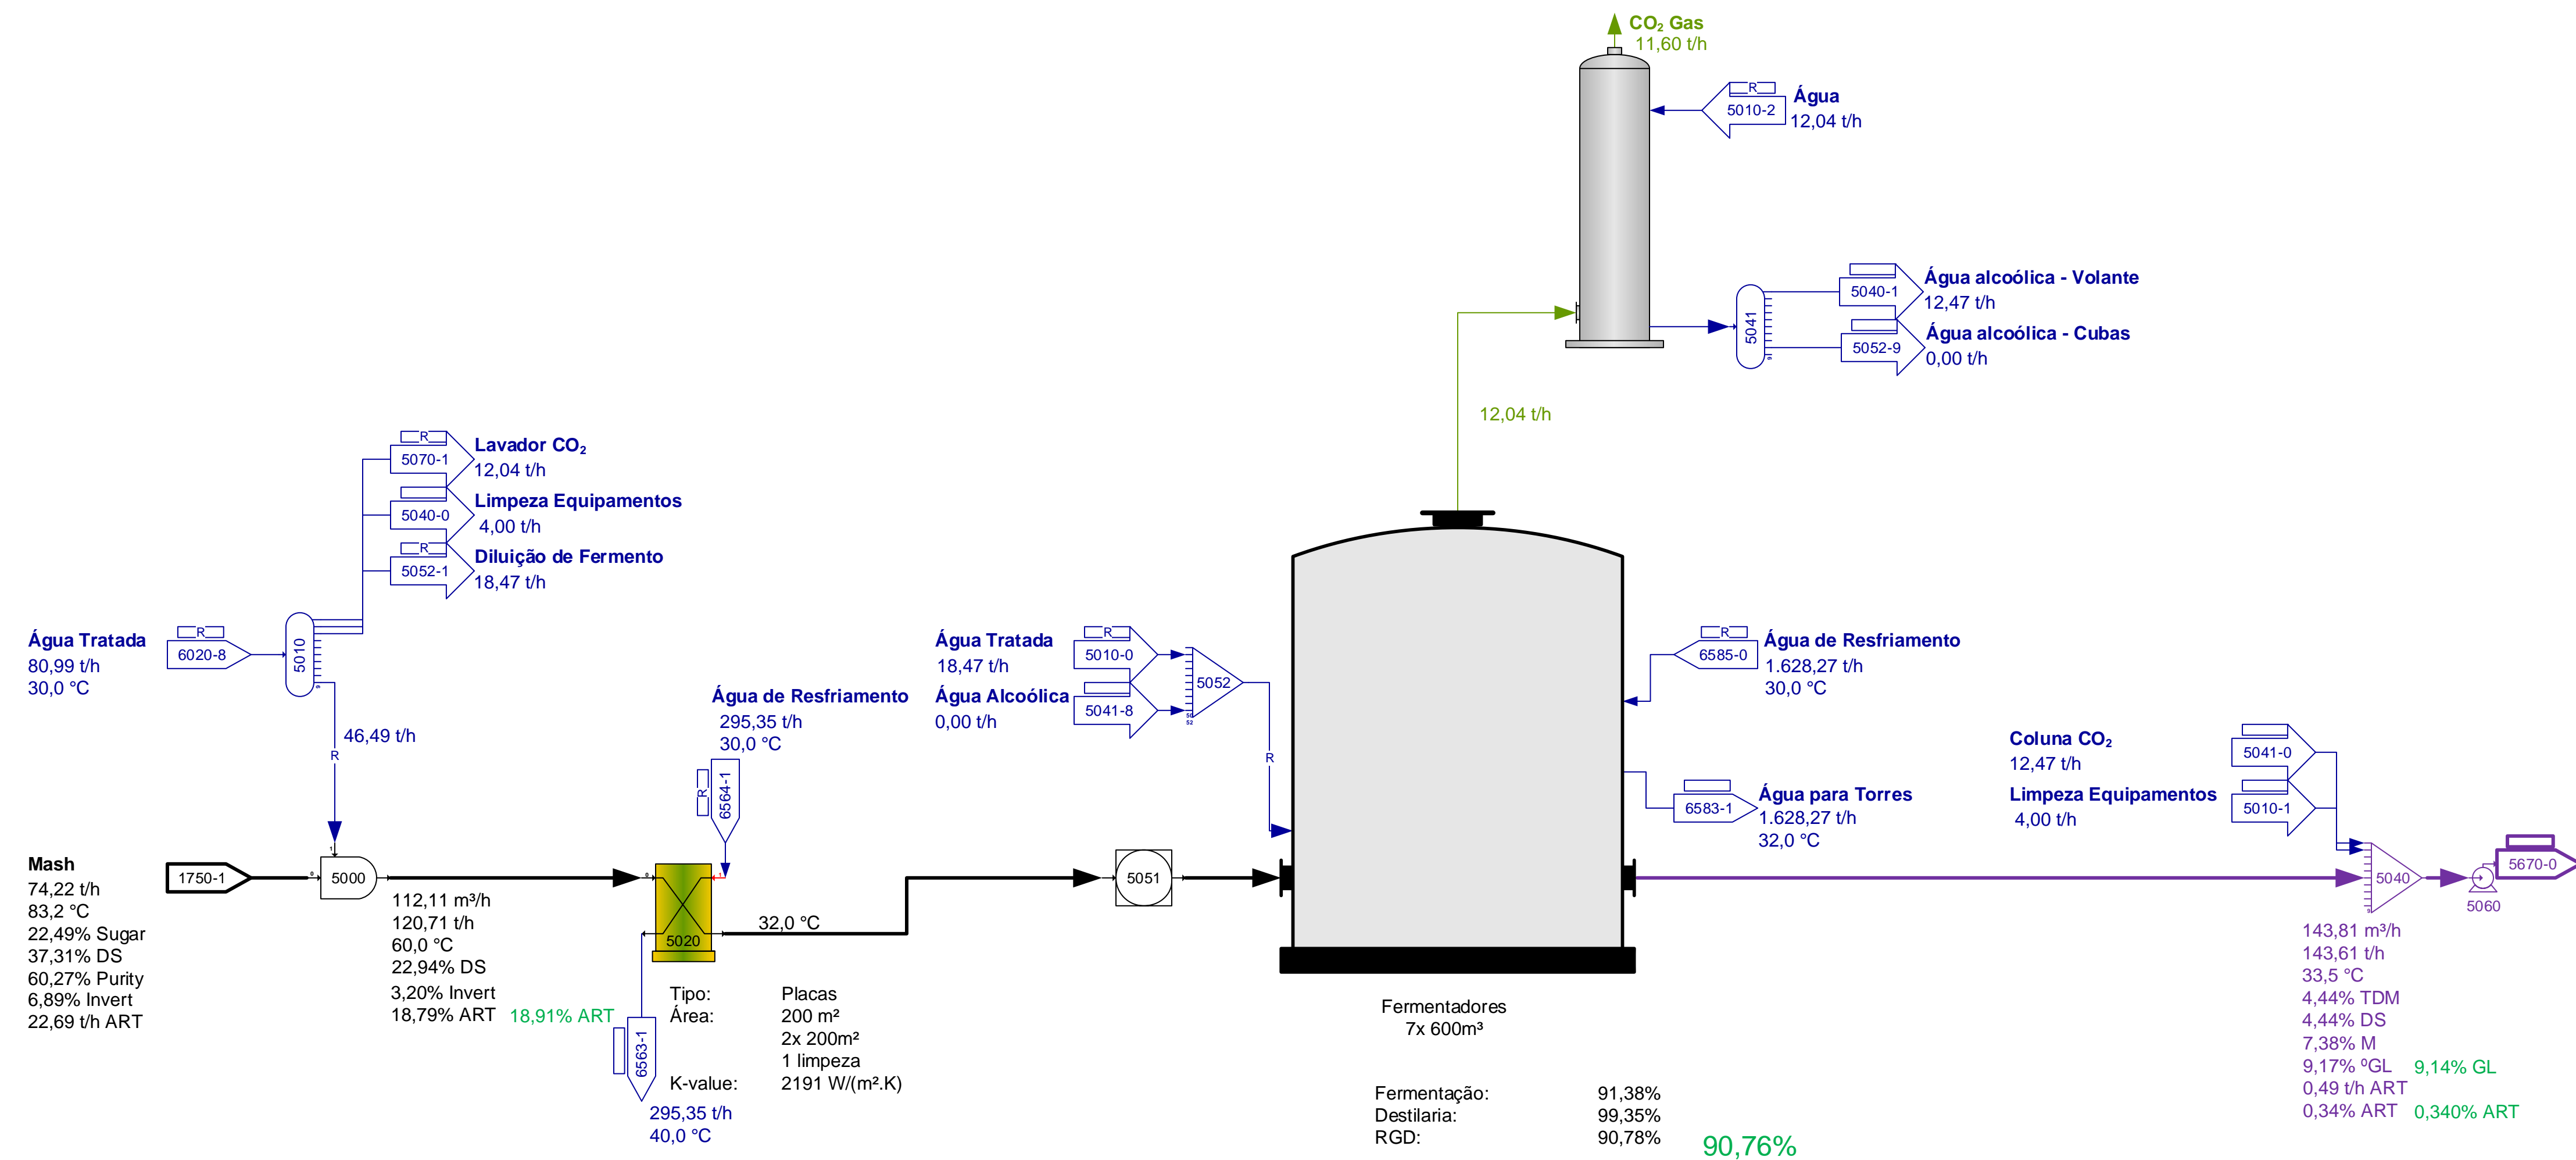 CO₂ Gas
11,60 t/h
R
5010-2
Água
12,04 t/h
5041
9
5040-1
Água alcoólica - Volante
12,47 t/h
5052-9
Água alcoólica - Cubas
0,00 t/h
12,04 t/h
R
5070-1
Lavador CO₂
12,04 t/h
5040-0
Limpeza Equipamentos
4,00 t/h
R
5052-1
Diluição de Fermento
18,47 t/h
Água Tratada
80,99 t/h
30,0 °C
R
6020-8
5010
9
46,49 t/h
R
Água de Resfriamento
295,35 t/h
30,0 °C
R
6564-1
Água Tratada
18,47 t/h
R
5010-0
Água Alcoólica
0,00 t/h
5041-8
5052
50
52
R
R
6585-0
Água de Resfriamento
1.628,27 t/h
30,0 °C
6583-1
Água para Torres
1.628,27 t/h
32,0 °C
Coluna CO₂
12,47 t/h
5041-0
Limpeza Equipamentos
4,00 t/h
5010-1
Mash
74,22 t/h
83,2 °C
22,49% Sugar
37,31% DS
60,27% Purity
6,89% Invert
22,69 t/h ART
1750-1
0
1
5000
112,11 m³/h
120,71 t/h
60,0 °C
22,94% DS
3,20% Invert
18,79% ART
18,91% ART
0
1
5020
32,0 °C
6563-1
295,35 t/h
40,0 °C
Tipo: Placas
Área: 200 m²
2x 200m²
1 limpeza
K-value: 2191 W/(m².K)
5051
Fermentadores
7x 600m³
Fermentação: 91,38%
Destilaria: 99,35%
RGD: 90,78%
90,76%
5040
9
5060
5670-0
143,81 m³/h
143,61 t/h
33,5 °C
4,44% TDM
4,44% DS
7,38% M
9,17% ºGL
9,14% GL
0,49 t/h ART
0,34% ART
0,340% ART